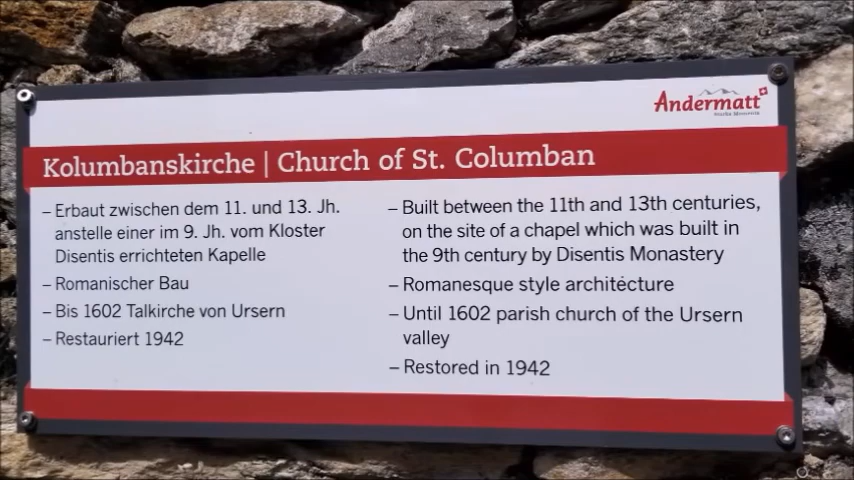 Andermatt
Kolumbanskirche | Church of St. Columban
– Erbaut zwischen dem 11. und 13. Jh.
anstelle einer im 9. Jh. vom Kloster
Disentis errichteten Kapelle
– Romanischer Bau
– Bis 1602 Talkirche von Ursern
– Restauriert 1942
– Built between the 11th and 13th centuries,
on the site of a chapel which was built in
the 9th century by Disentis Monastery
– Romanesque style architecture
– Until 1602 parish church of the Ursern
valley
– Restored in 1942